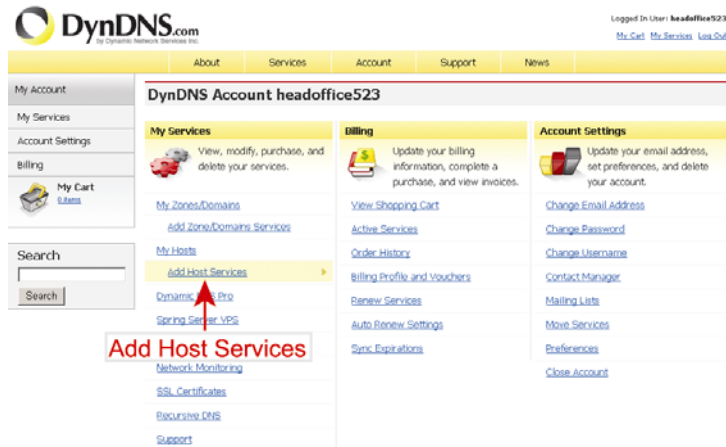 DynDNS.com
by Dynamic Network Services Inc.
Logged In User: headoffice523
My Cart My Services Log Out
About Services Account Support News
My Account
My Services
Account Settings
Billing
My Cart
0 items
Search
Search
DynDNS Account headoffice523
My Services
View, modify, purchase, and
delete your services.
My Zones/Domains
Add Zone/Domains Services
My Hosts
Add Host Services
Dynamic Pro
Spring Server VPS
Add Host Services
Network Monitoring
SSL Certificates
Recursive DNS
Support
Billing
Update your billing
information, complete a
purchase, and view invoices.
View Shopping Cart
Active Services
Order History
Billing Profile and Vouchers
Renew Services
Auto Renew Settings
Sync Expirations
Account Settings
Update your email address,
set preferences, and delete
your account.
Change Email Address
Change Password
Change Username
Contact Manager
Mailing Lists
Move Services
Preferences
Close Account